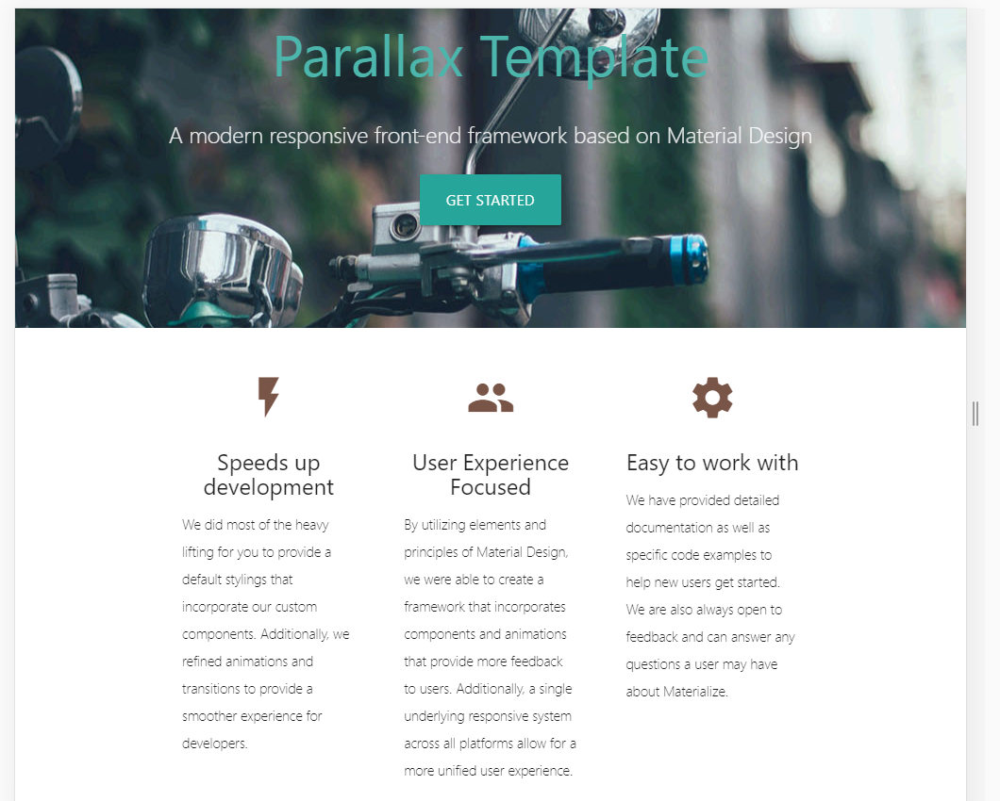 Parallax Template
A modern responsive front-end framework based on Material Design
GET STARTED
Speeds up
development
We did most of the heavy
lifting for you to provide a
default stylings that
incorporate our custom
components. Additionally, we
refined animations and
transitions to provide a
smoother experience for
developers.
User Experience
Focused
By utilizing elements and
principles of Material Design,
we were able to create a
framework that incorporates
components and animations
that provide more feedback
to users. Additionally, a single
underlying responsive system
across all platforms allow for a
more unified user experience.
Easy to work with
We have provided detailed
documentation as well as
specific code examples to
help new users get started.
We are also always open to
feedback and can answer any
questions a user may have
about Materialize.